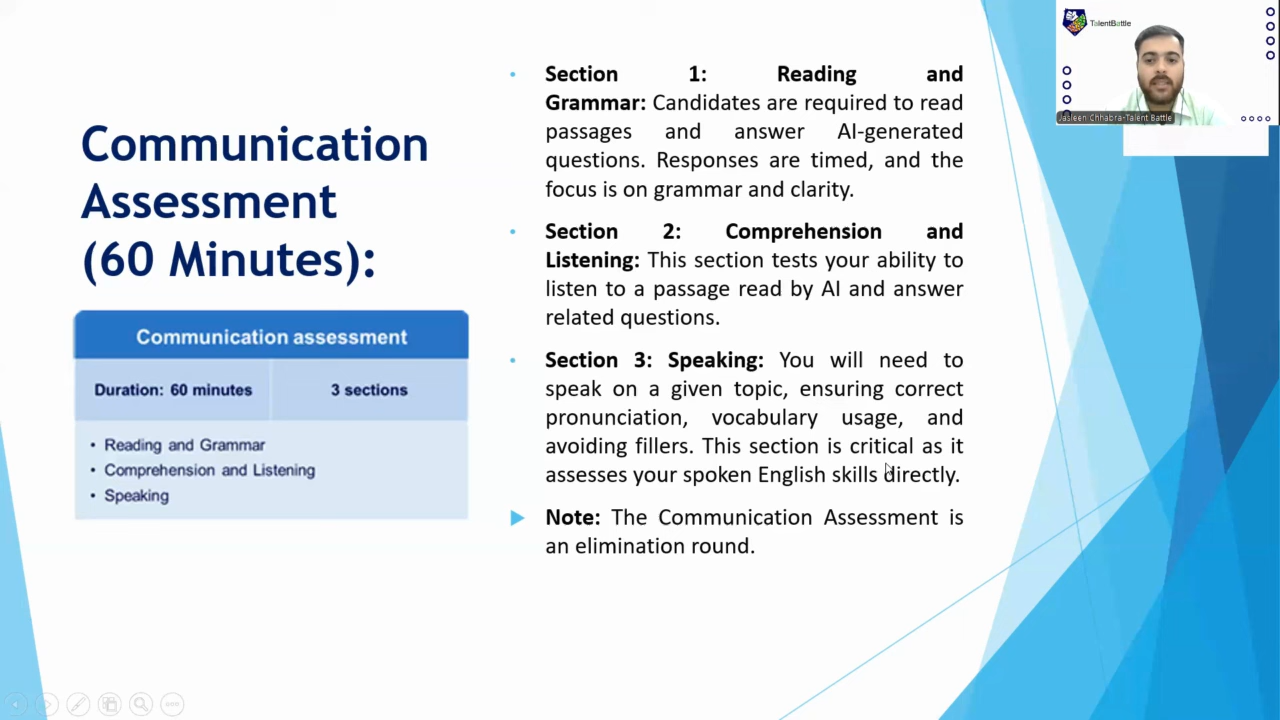 Communication
Assessment
(60 Minutes):
Communication assessment
Duration: 60 minutes
3 sections
• Reading and Grammar
• Comprehension and Listening
• Speaking
• Section 1: Reading and
Grammar: Candidates are required to read
passages and answer AI-generated
questions. Responses are timed, and the
focus is on grammar and clarity.
• Section 2: Comprehension and
Listening: This section tests your ability to
listen to a passage read by AI and answer
related questions.
• Section 3: Speaking: You will need to
speak on a given topic, ensuring correct
pronunciation, vocabulary usage, and
avoiding fillers. This section is critical as it
assesses your spoken English skills directly.
Note: The Communication Assessment is
an elimination round.
TalentBattle
Jasleen Chhabra-Talent Battle